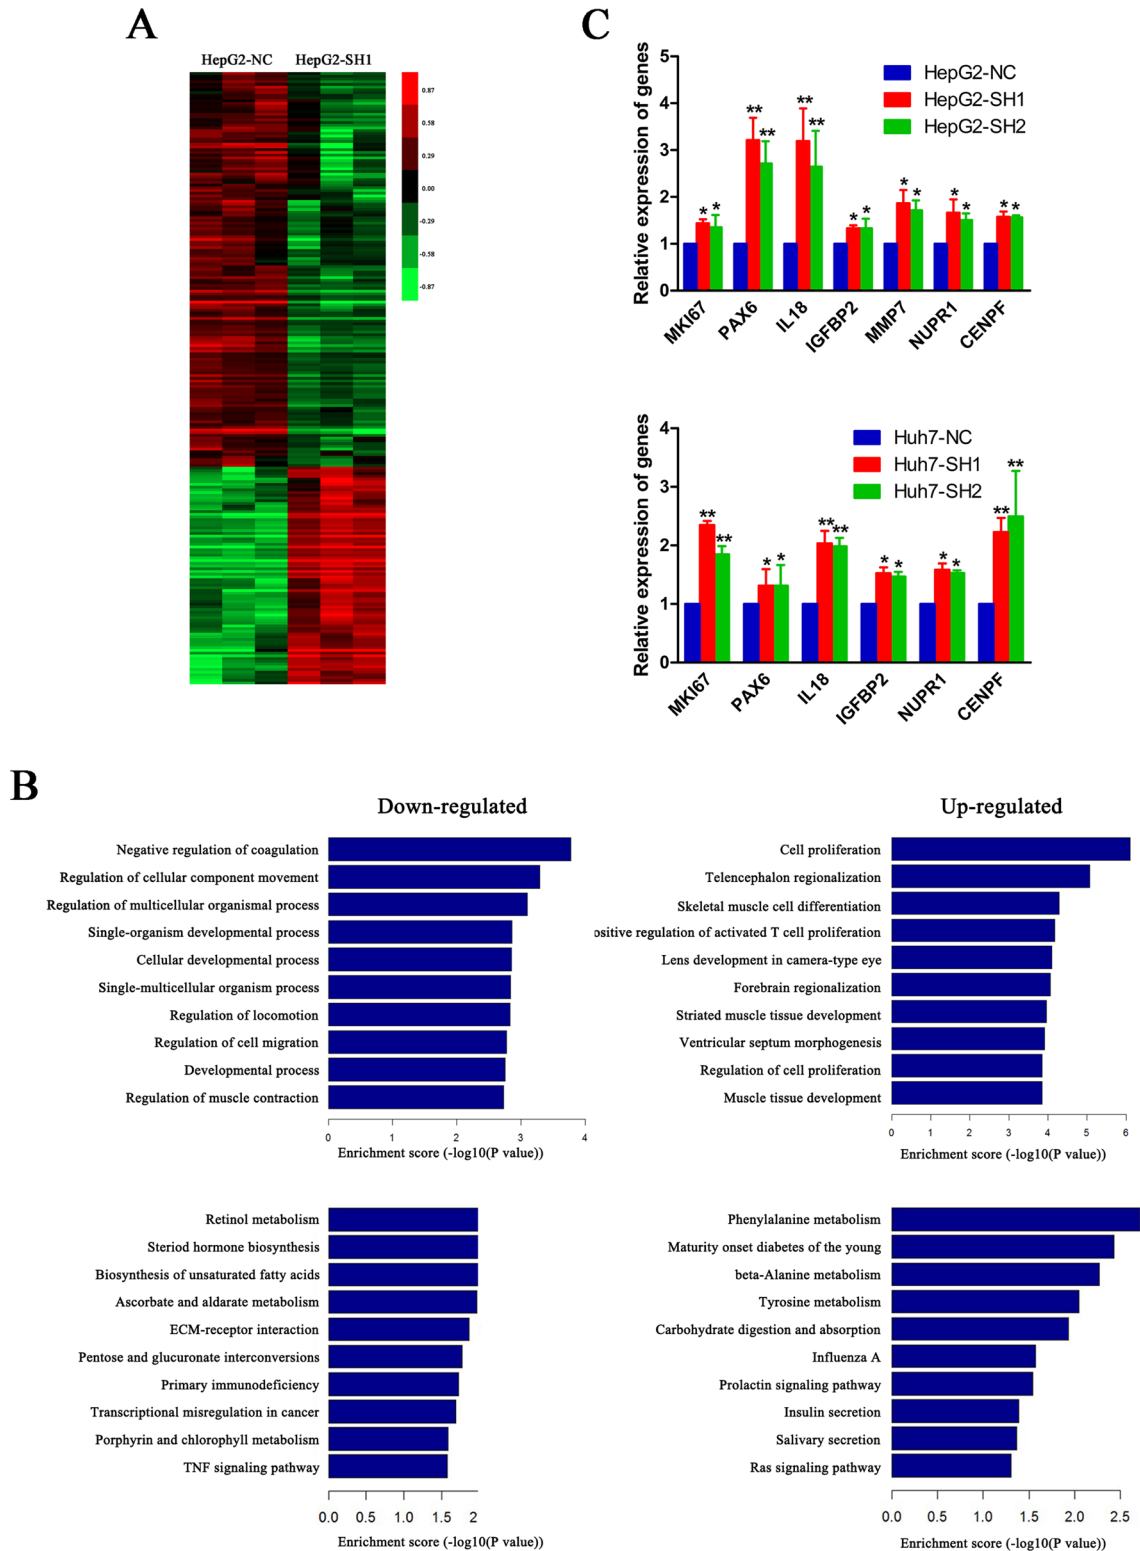 A
HepG2-NC HepG2-SH1
0.87
0.58
0.29
0.00
-0.29
-0.58
-0.87
C
Relative expression of genes
5
4
3
2
1
0
HepG2-NC
HepG2-SH1
HepG2-SH2
** ** ** ** * * * * * * * * * *
MKI67 PAX6 IL18 IGFBP2 MMP7 NUPR1 CENPF
Relative expression of genes
4
3
2
1
0
Huh7-NC
Huh7-SH1
Huh7-SH2
** ** * * ** ** * * * * ** **
MKI67 PAX6 IL18 IGFBP2 NUPR1 CENPF
B
Down-regulated
Negative regulation of coagulation
Regulation of cellular component movement
Regulation of multicellular organismal process
Single-organism developmental process
Cellular developmental process
Single-multicellular organism process
Regulation of locomotion
Regulation of cell migration
Developmental process
Regulation of muscle contraction
0 1 2 3 4
Enrichment score (-log10(P value))
Up-regulated
Cell proliferation
Telencephalon regionalization
Skeletal muscle cell differentiation
ositive regulation of activated T cell proliferation
Lens development in camera-type eye
Forebrain regionalization
Striated muscle tissue development
Ventricular septum morphogenesis
Regulation of cell proliferation
Muscle tissue development
0 1 2 3 4 5 6
Enrichment score (-log10(P value))
Retinol metabolism
Steriod hormone biosynthesis
Biosynthesis of unsaturated fatty acids
Ascorbate and aldarate metabolism
ECM-receptor interaction
Pentose and glucuronate interconversions
Primary immunodeficiency
Transcriptional misregulation in cancer
Porphyrin and chlorophyll metabolism
TNF signaling pathway
0.0 0.5 1.0 1.5 2
Enrichment score (-log10(P value))
Phenylalanine metabolism
Maturity onset diabetes of the young
beta-Alanine metabolism
Tyrosine metabolism
Carbohydrate digestion and absorption
Influenza A
Prolactin signaling pathway
Insulin secretion
Salivary secretion
Ras signaling pathway
0.0 0.5 1.0 1.5 2.0 2.5
Enrichment score (-log10(P value))